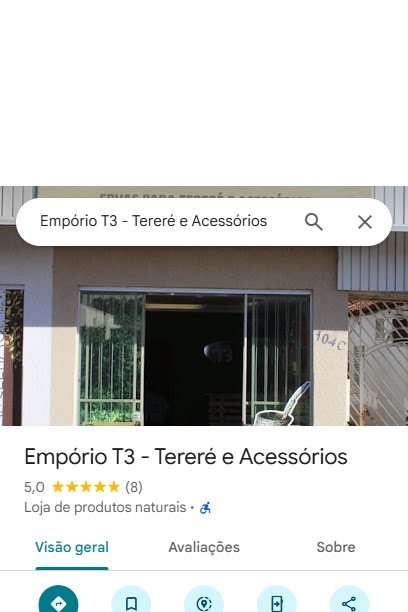 ERVAS PARA TERERÉ E ACESSÓRIOS
Empório T3 - Tereré e Acessórios
T3
104C
Empório T3 - Tereré e Acessórios
5,0 ★★★★★ (8)
Loja de produtos naturais ·
Visão geral
Avaliações
Sobre